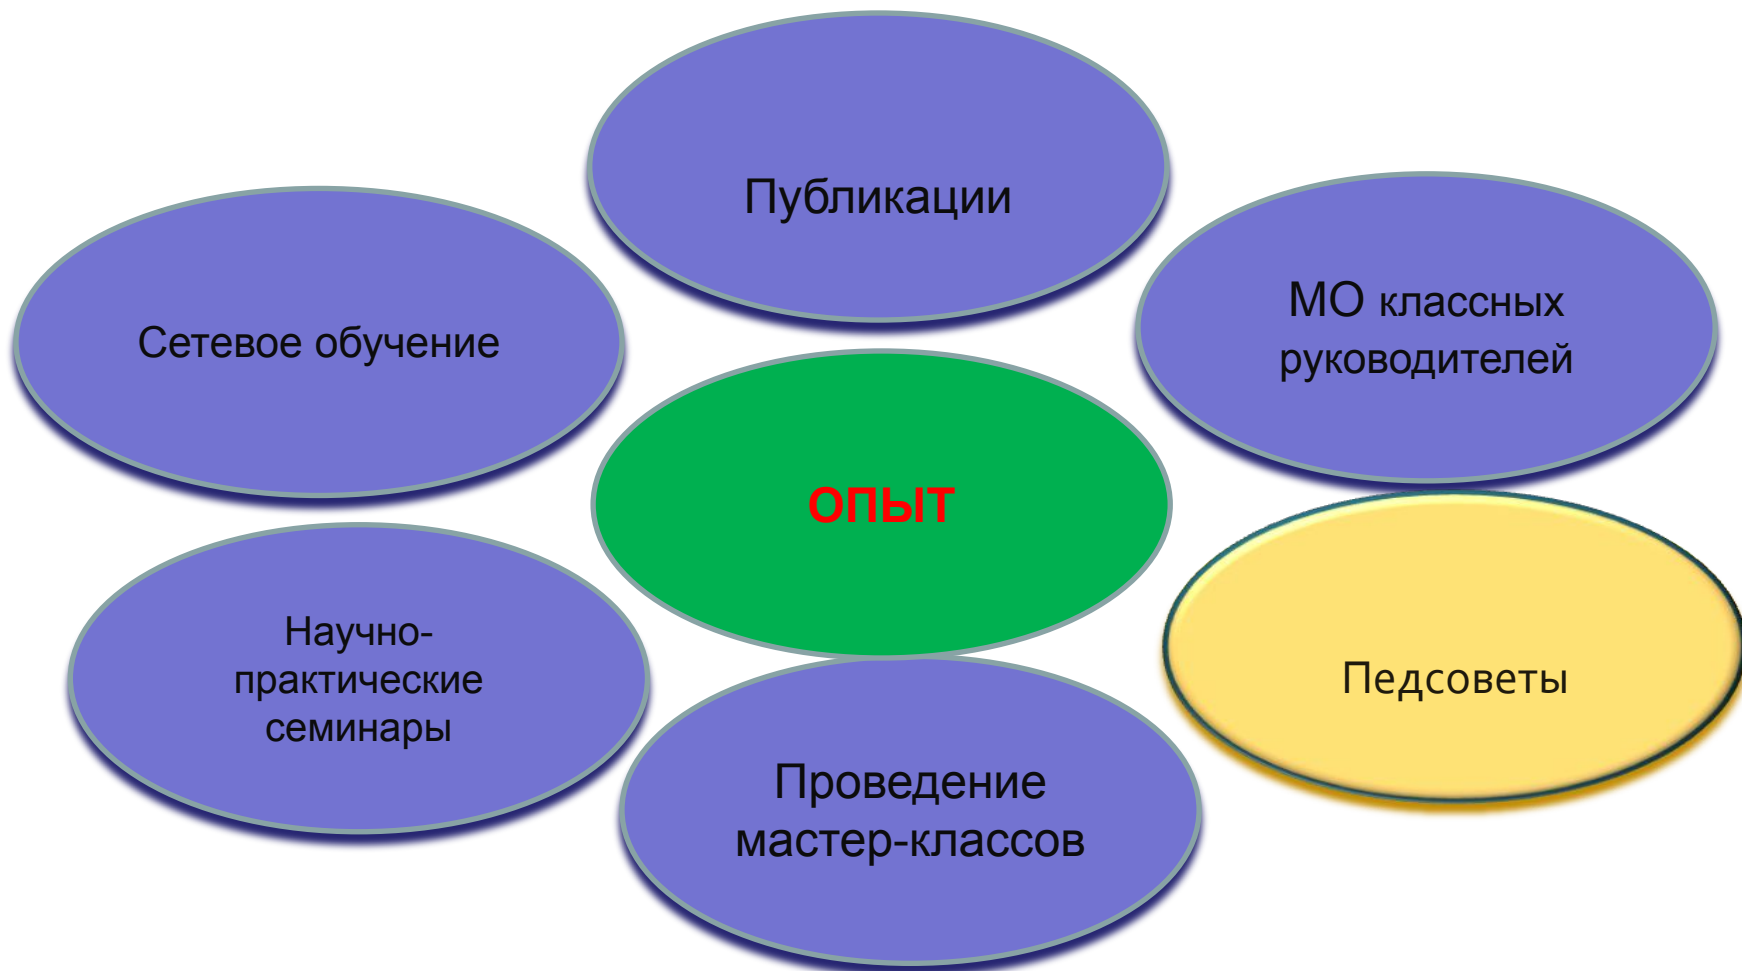 Публикации
МО классных
руководителей
Сетевое обучение
ОПЫТ
Научно-
практические
семинары
Педсоветы
Проведение
мастер-классов